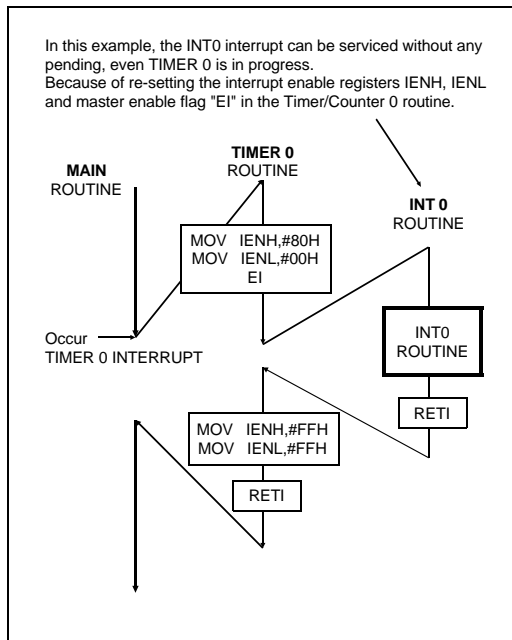 In this example, the INT0 interrupt can be serviced without any
pending, even TIMER 0 is in progress.
Because of re-setting the interrupt enable registers IENH, IENL
and master enable flag "EI" in the Timer/Counter 0 routine.
MAIN
ROUTINE
TIMER 0
ROUTINE
INT 0
ROUTINE
MOV IENH,#80H
MOV IENL,#00H
EI
Occur
TIMER 0 INTERRUPT
INT0
ROUTINE
RETI
MOV IENH,#FFH
MOV IENL,#FFH
RETI